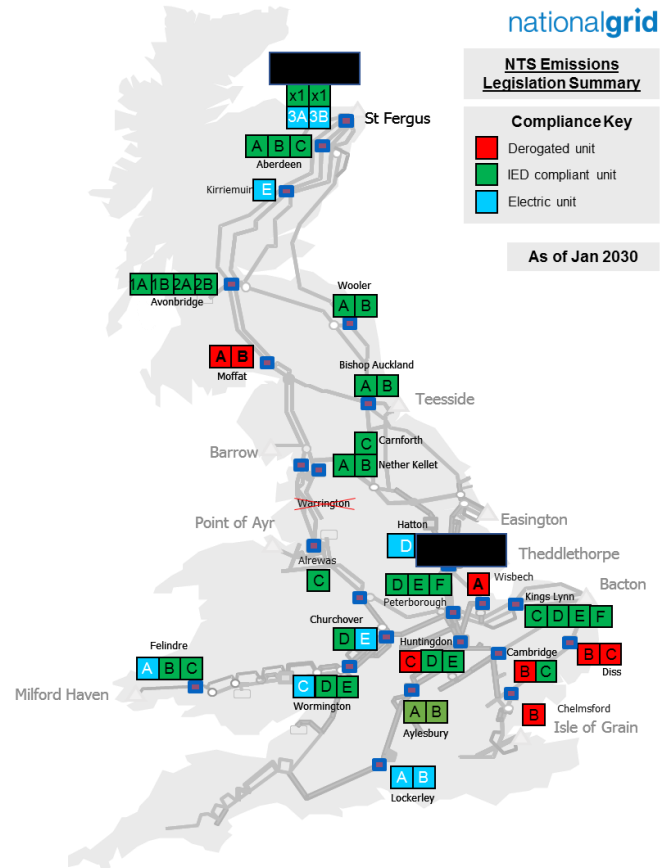 nationalgrid
NTS Emissions
Legislation Summary
Compliance Key
Derogated unit
IED compliant unit
Electric unit
As of Jan 2030
x1 x1
3A 3B
St Fergus
A B C
Aberdeen
Kirriemuir E
1A 1B 2A 2B
Avonbridge
Wooler
A B
A B
Moffat
Bishop Auckland
A B
Teesside
C Carnforth
Barrow
A B Nether Kellet
Warrington
Easington
Point of Ayr
Hatton
D
Theddlethorpe
Alrewas
C
D E F
Peterborough
A Wisbech
Bacton
Kings Lynn
C D E F
Churchover
D E
Huntingdon
C D E
Cambridge
B C
B C
Diss
Felindre
A B C
Milford Haven
C D E
Wormington
A B
Aylesbury
B Chelmsford
Isle of Grain
A B
Lockerley